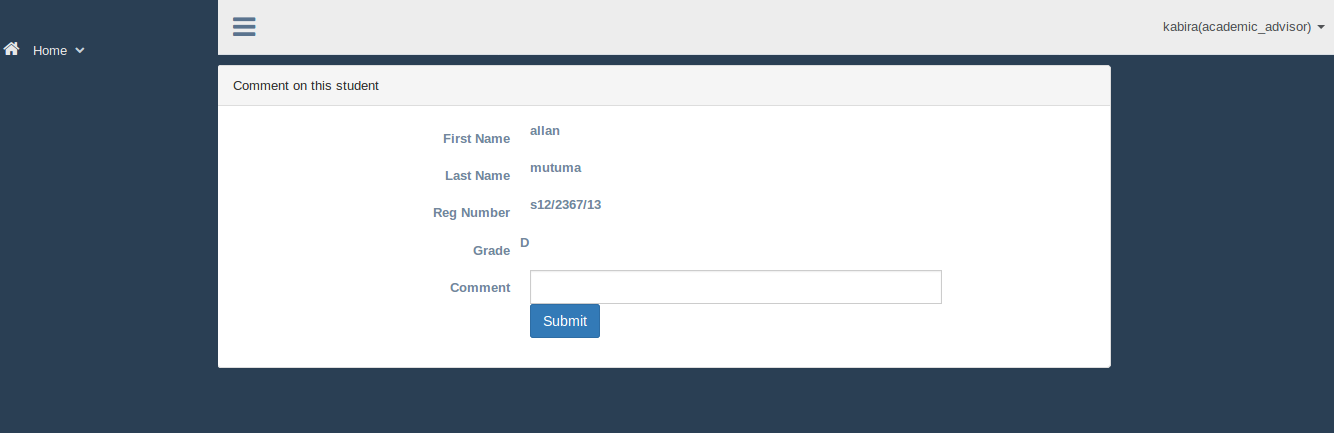 kabira(academic_advisor)
Home
Comment on this student
First Name allan
Last Name mutuma
Reg Number s12/2367/13
Grade D
Comment
Submit